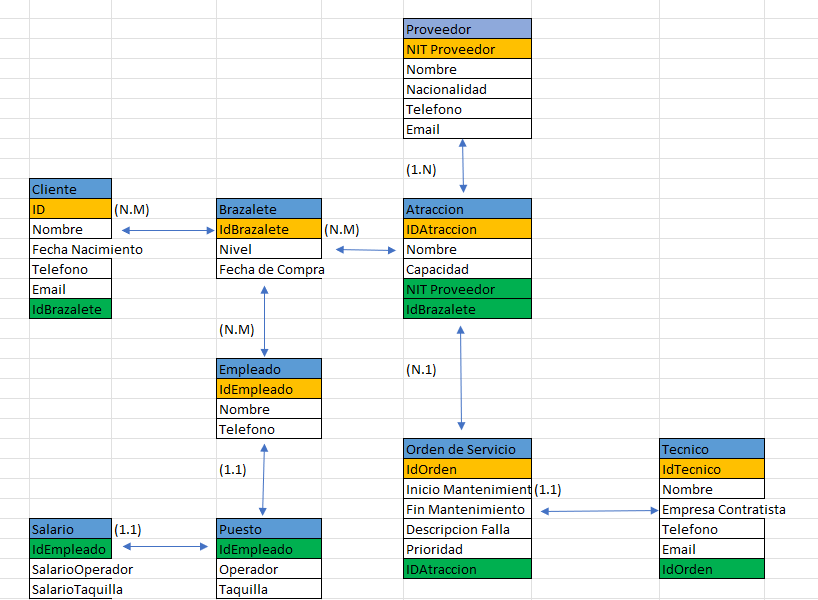 Proveedor
NIT Proveedor
Nombre
Nacionalidad
Telefono
Email
(1.N)
Cliente
ID
Nombre
Fecha Nacimiento
Telefono
Email
IdBrazalete
(N.M)
Brazalete
IdBrazalete
Nivel
Fecha de Compra
(N.M)
Atraccion
IDAtraccion
Nombre
Capacidad
NIT Proveedor
IdBrazalete
(N.M)
(N.1)
Empleado
IdEmpleado
Nombre
Telefono
(1.1)
Salario
IdEmpleado
SalarioOperador
SalarioTaquilla
(1.1)
Puesto
IdEmpleado
Operador
Taquilla
Orden de Servicio
IdOrden
Inicio Mantenimient
Fin Mantenimiento
Descripcion Falla
Prioridad
IDAtraccion
(1.1)
Tecnico
IdTecnico
Nombre
Empresa Contratista
Telefono
Email
IdOrden